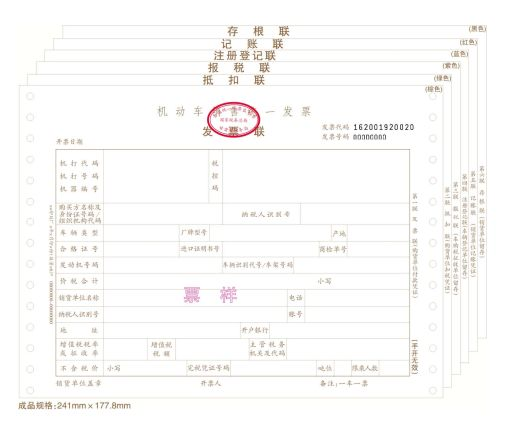 存根联 (黑色)
记账联 (红色)
注册登记联 (蓝色)
报税联 (紫色)
抵扣联 (绿色)
(棕色)
机动车 售 一发票
发票联
发票代码 162001920020
发票号码 00000000
开票日期
机打代码
机打号码
机器编号
税控码
购买方名称及
身份证号码/
组织机构代码
纳税人识别号
车辆类型 厂牌型号 产地
合格证号 进口证明书号 商检单号
发动机号码 车辆识别代号/车架号码
价税合计 小写
销货单位名称 票样 电话
纳税人识别号 账号
地址 开户银行
增值税税率
或征收率
增值税
税额
主管税务
机关及代码
不含税价 小写 完税凭证号码 吨位 限乘人数
销货单位盖章 开票人 备注:一车一票
第一联 发票联(购货单位付款凭证)
(手开无效)
第二联 抵扣联(购货单位扣税凭证)
第三联 报税联(车购税征收单位留存)
第四联 注册登记联(车辆登记单位留存)
第五联 记账联(销货单位记账凭证)
第六联 存根联(销货单位留存)
成品规格:241mm×177.8mm